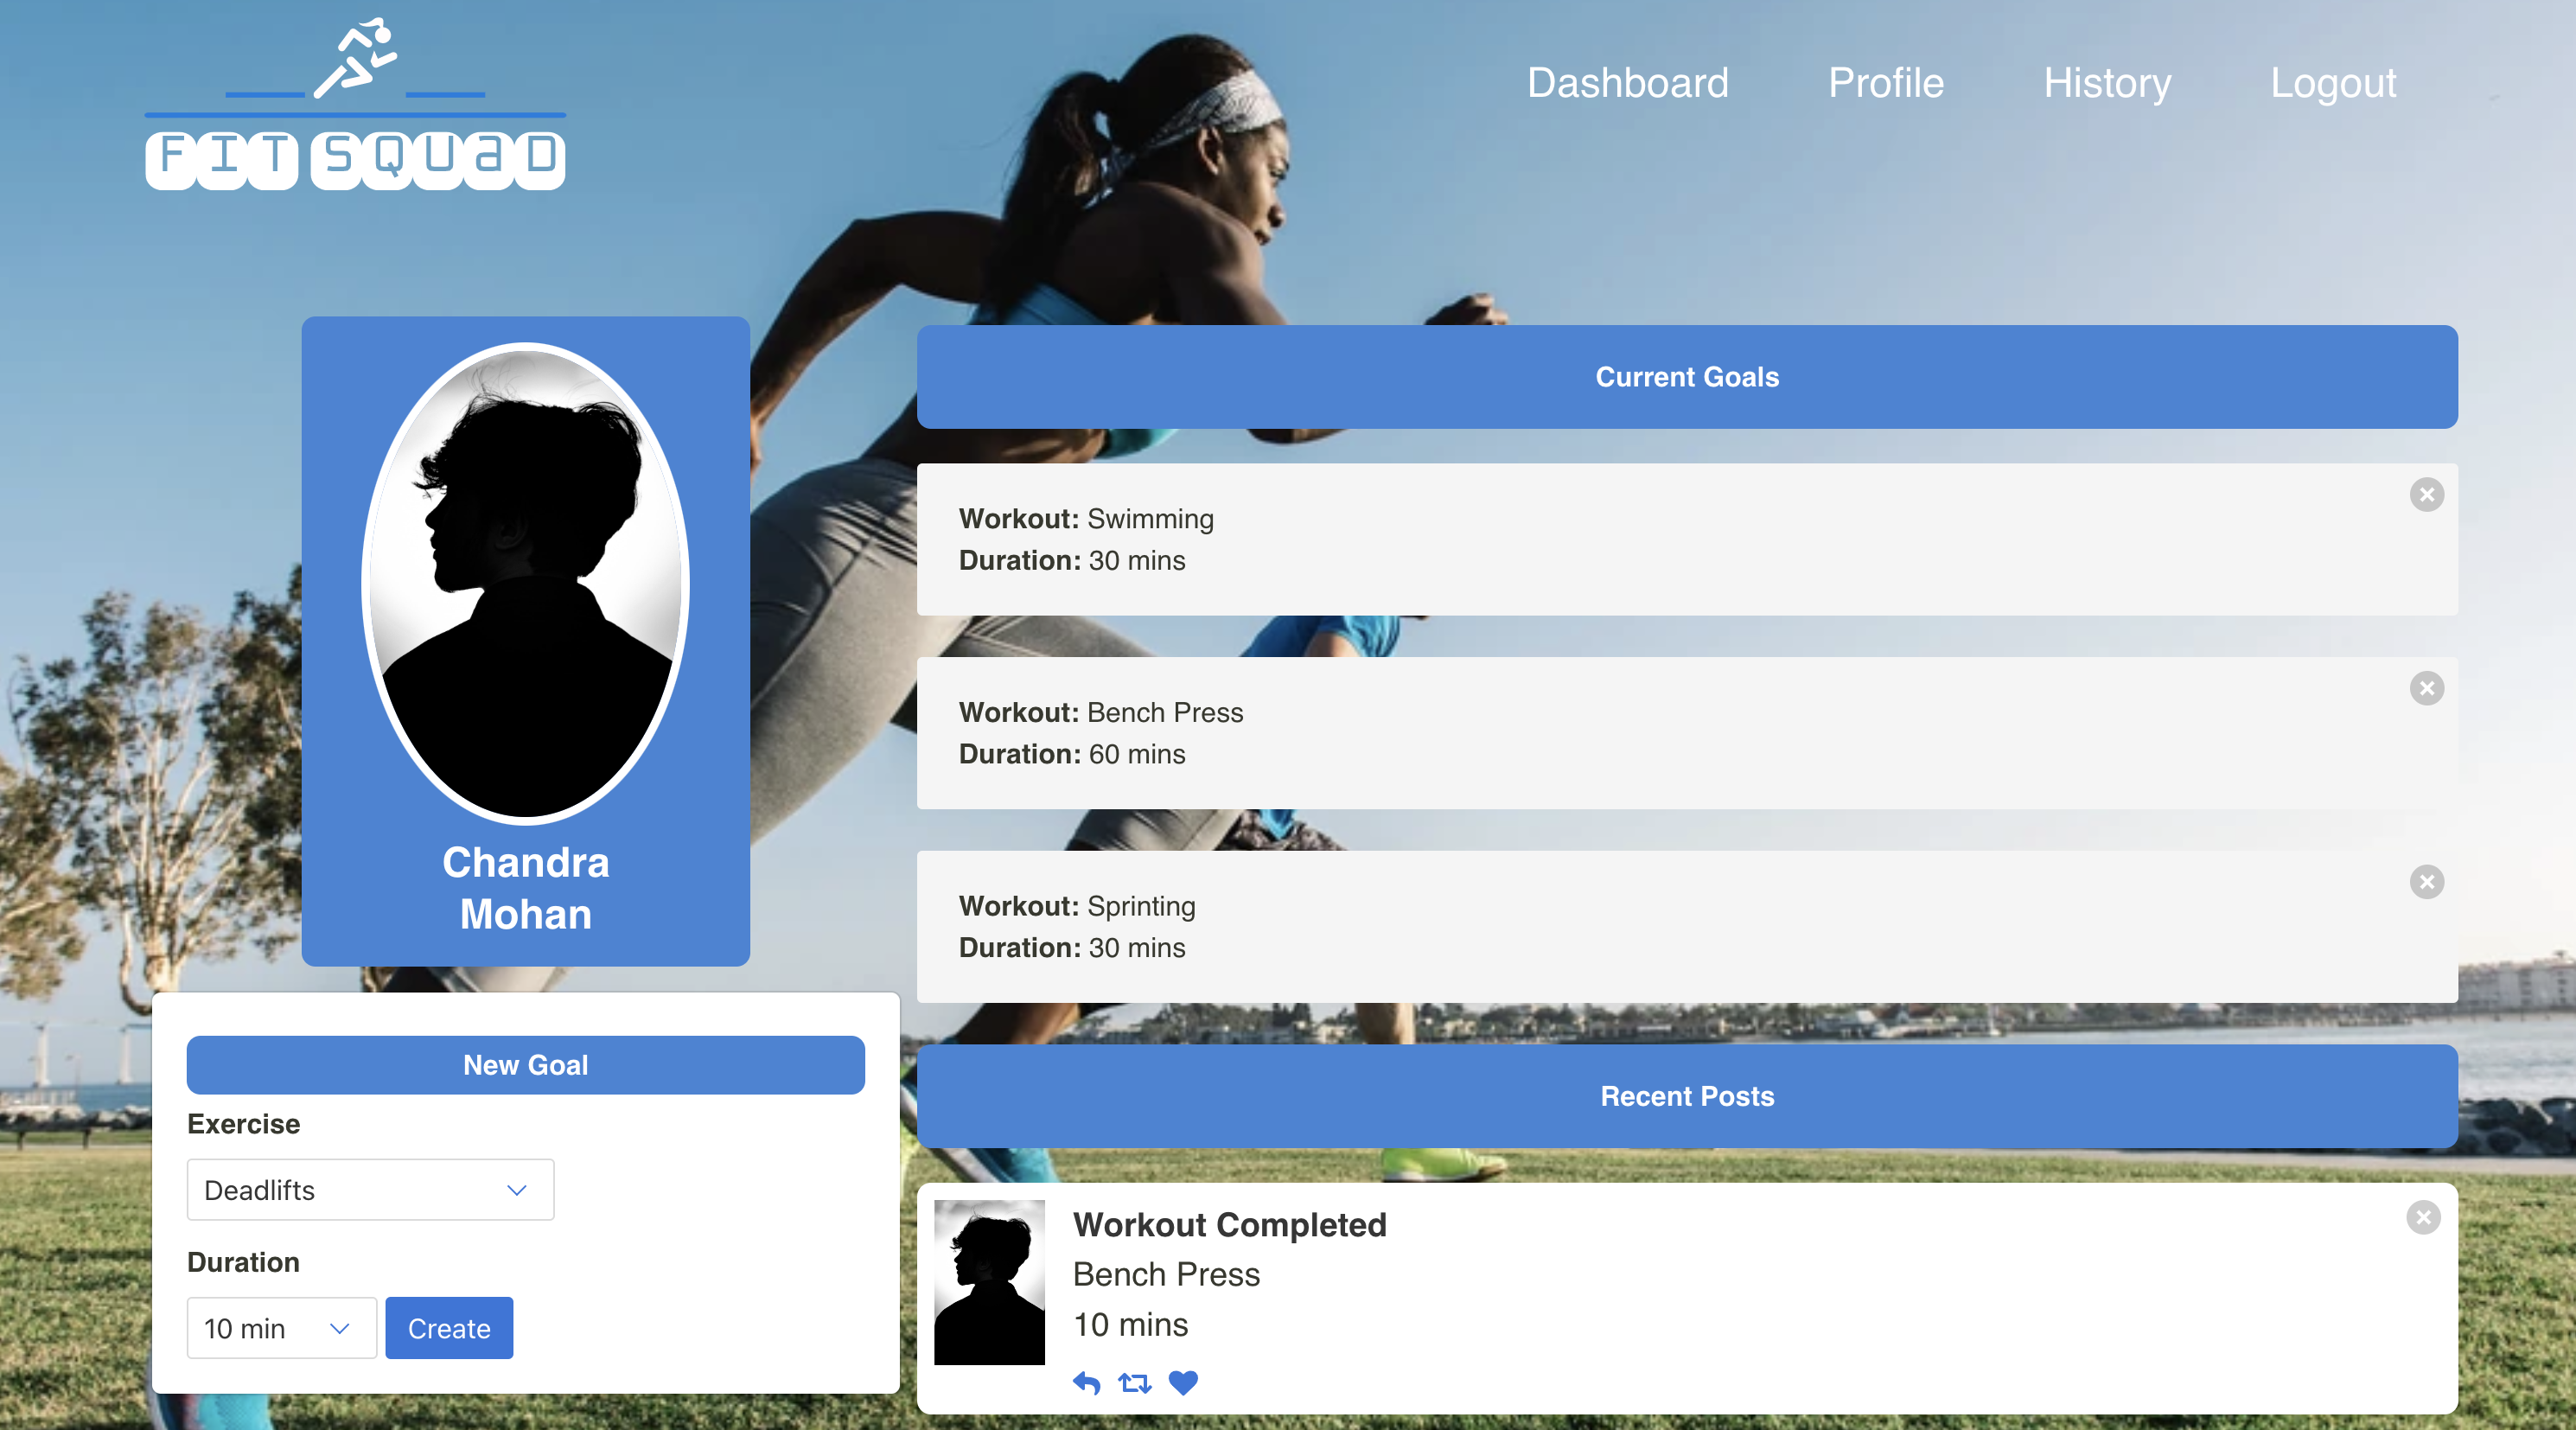 FIT SQUaD
Dashboard
Profile
History
Logout
Chandra
Mohan
New Goal
Exercise
Deadlifts
Duration
10 min
Create
Current Goals
Workout: Swimming
Duration: 30 mins
Workout: Bench Press
Duration: 60 mins
Workout: Sprinting
Duration: 30 mins
Recent Posts
Workout Completed
Bench Press
10 mins